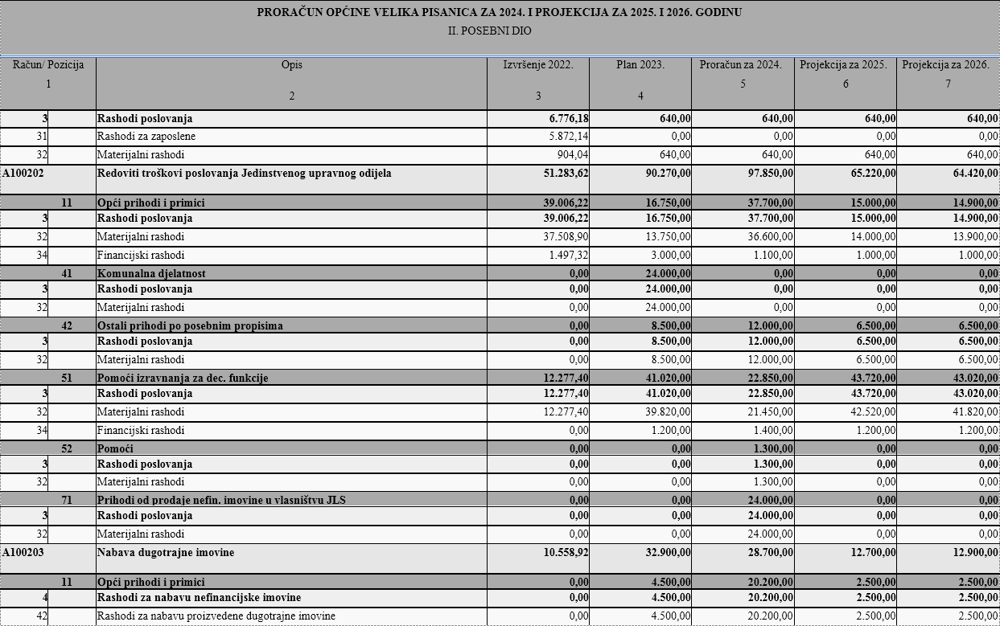 PRORAČUN OPĆINE VELIKA PISANICA ZA 2024. I PROJEKCIJA ZA 2025. I 2026. GODINU
II. POSEBNI DIO
Račun/ Pozicija Opis Izvršenje 2022. Plan 2023. Proračun za 2024. Projekcija za 2025. Projekcija za 2026.
1 2 3 4 5 6 7
3 Rashodi poslovanja 6.776,18 640,00 640,00 640,00 640,00
31 Rashodi za zaposlene 5.872,14 0,00 0,00 0,00 0,00
32 Materijalni rashodi 904,04 640,00 640,00 640,00 640,00
A100202 Redoviti troškovi poslovanja Jedinstvenog upravnog odijela 51.283,62 90.270,00 97.850,00 65.220,00 64.420,00
11 Opći prihodi i primici 39.006,22 16.750,00 37.700,00 15.000,00 14.900,00
3 Rashodi poslovanja 39.006,22 16.750,00 37.700,00 15.000,00 14.900,00
32 Materijalni rashodi 37.508,90 13.750,00 36.600,00 14.000,00 13.900,00
34 Financijski rashodi 1.497,32 3.000,00 1.100,00 1.000,00 1.000,00
41 Komunalna djelatnost 0,00 24.000,00 0,00 0,00 0,00
3 Rashodi poslovanja 0,00 24.000,00 0,00 0,00 0,00
32 Materijalni rashodi 0,00 24.000,00 0,00 0,00 0,00
42 Ostali prihodi po posebnim propisima 0,00 8.500,00 12.000,00 6.500,00 6.500,00
3 Rashodi poslovanja 0,00 8.500,00 12.000,00 6.500,00 6.500,00
32 Materijalni rashodi 0,00 8.500,00 12.000,00 6.500,00 6.500,00
51 Pomoći izravnanja za dec. funkcije 12.277,40 41.020,00 22.850,00 43.720,00 43.020,00
3 Rashodi poslovanja 12.277,40 41.020,00 22.850,00 43.720,00 43.020,00
32 Materijalni rashodi 12.277,40 39.820,00 21.450,00 42.520,00 41.820,00
34 Financijski rashodi 0,00 1.200,00 1.400,00 1.200,00 1.200,00
52 Pomoći 0,00 0,00 1.300,00 0,00 0,00
3 Rashodi poslovanja 0,00 0,00 1.300,00 0,00 0,00
32 Materijalni rashodi 0,00 0,00 1.300,00 0,00 0,00
71 Prihodi od prodaje nefin. imovine u vlasništvu JLS 0,00 0,00 24.000,00 0,00 0,00
3 Rashodi poslovanja 0,00 0,00 24.000,00 0,00 0,00
32 Materijalni rashodi 0,00 0,00 24.000,00 0,00 0,00
A100203 Nabava dugotrajne imovine 10.558,92 32.900,00 28.700,00 12.700,00 12.900,00
11 Opći prihodi i primici 0,00 4.500,00 20.200,00 2.500,00 2.500,00
4 Rashodi za nabavu nefinancijske imovine 0,00 4.500,00 20.200,00 2.500,00 2.500,00
42 Rashodi za nabavu proizvedene dugotrajne imovine 0,00 4.500,00 20.200,00 2.500,00 2.500,00